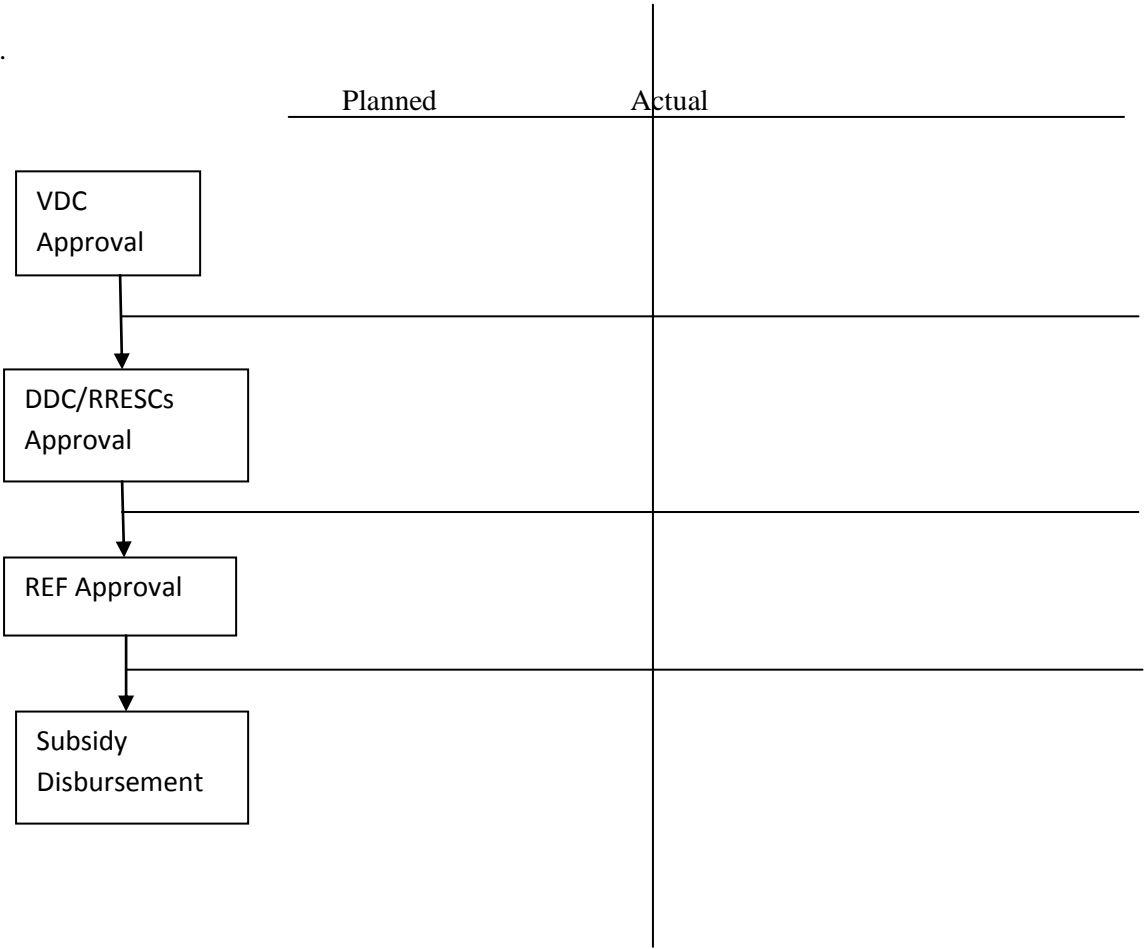 .
Planned Actual
VDC
Approval
DDC/RRESCs
Approval
REF Approval
Subsidy
Disbursement